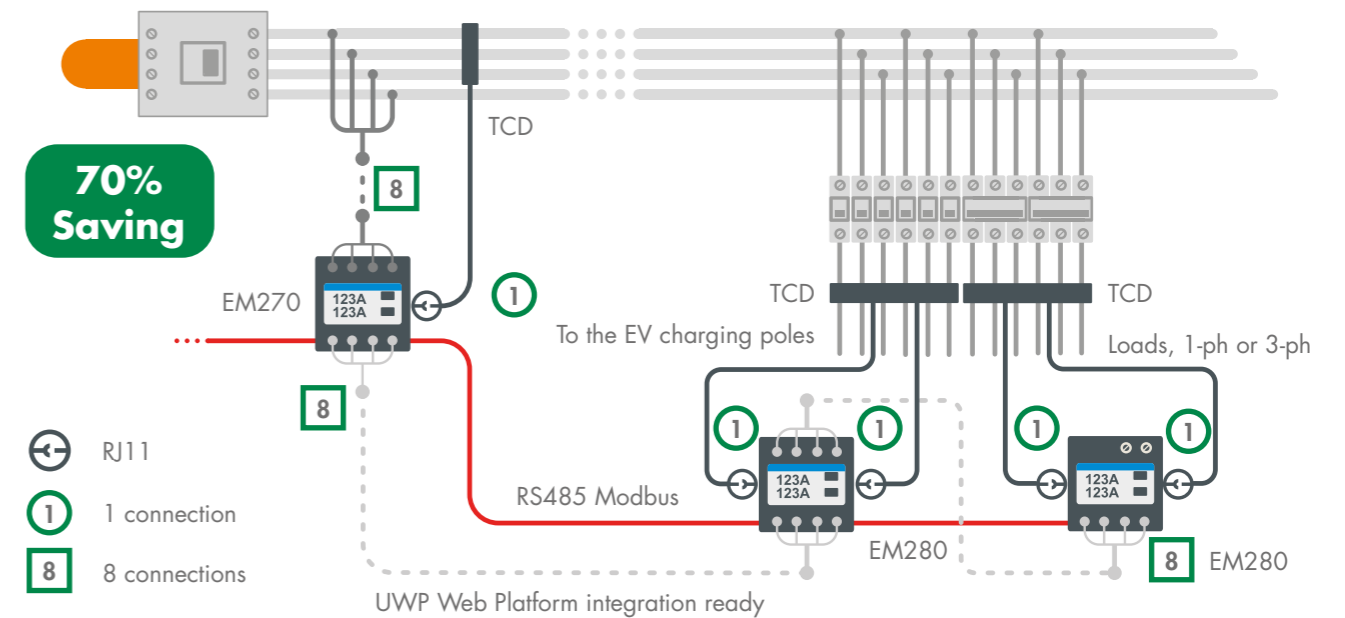 TCD
70%
Saving
8
EM270
123A
123A
1
TCD
TCD
To the EV charging poles
Loads, 1-ph or 3-ph
8
1
1
1
1
RJ11
123A
123A
123A
123A
RS485 Modbus
1
1 connection
EM280
8
EM280
8
8 connections
UWP Web Platform integration ready